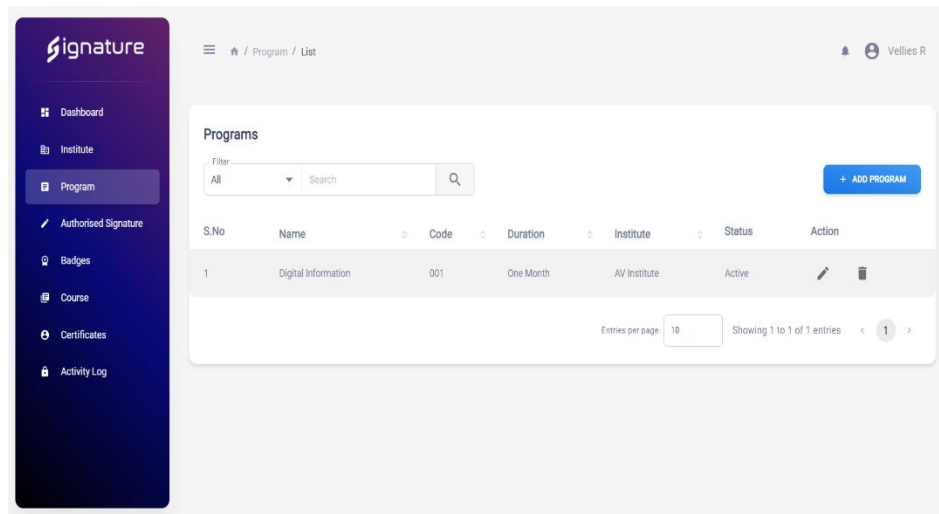 Signature
Program / List
Vellies R
Dashboard
Institute
Program
Authorised Signature
Badges
Course
Certificates
Activity Log
Programs
Filter
All
Search
+ ADD PROGRAM
S.No Name Code Duration Institute Status Action
1 Digital Information 001 One Month AV Institute Active
Entries per page 10 Showing 1 to 1 of 1 entries < 1 >